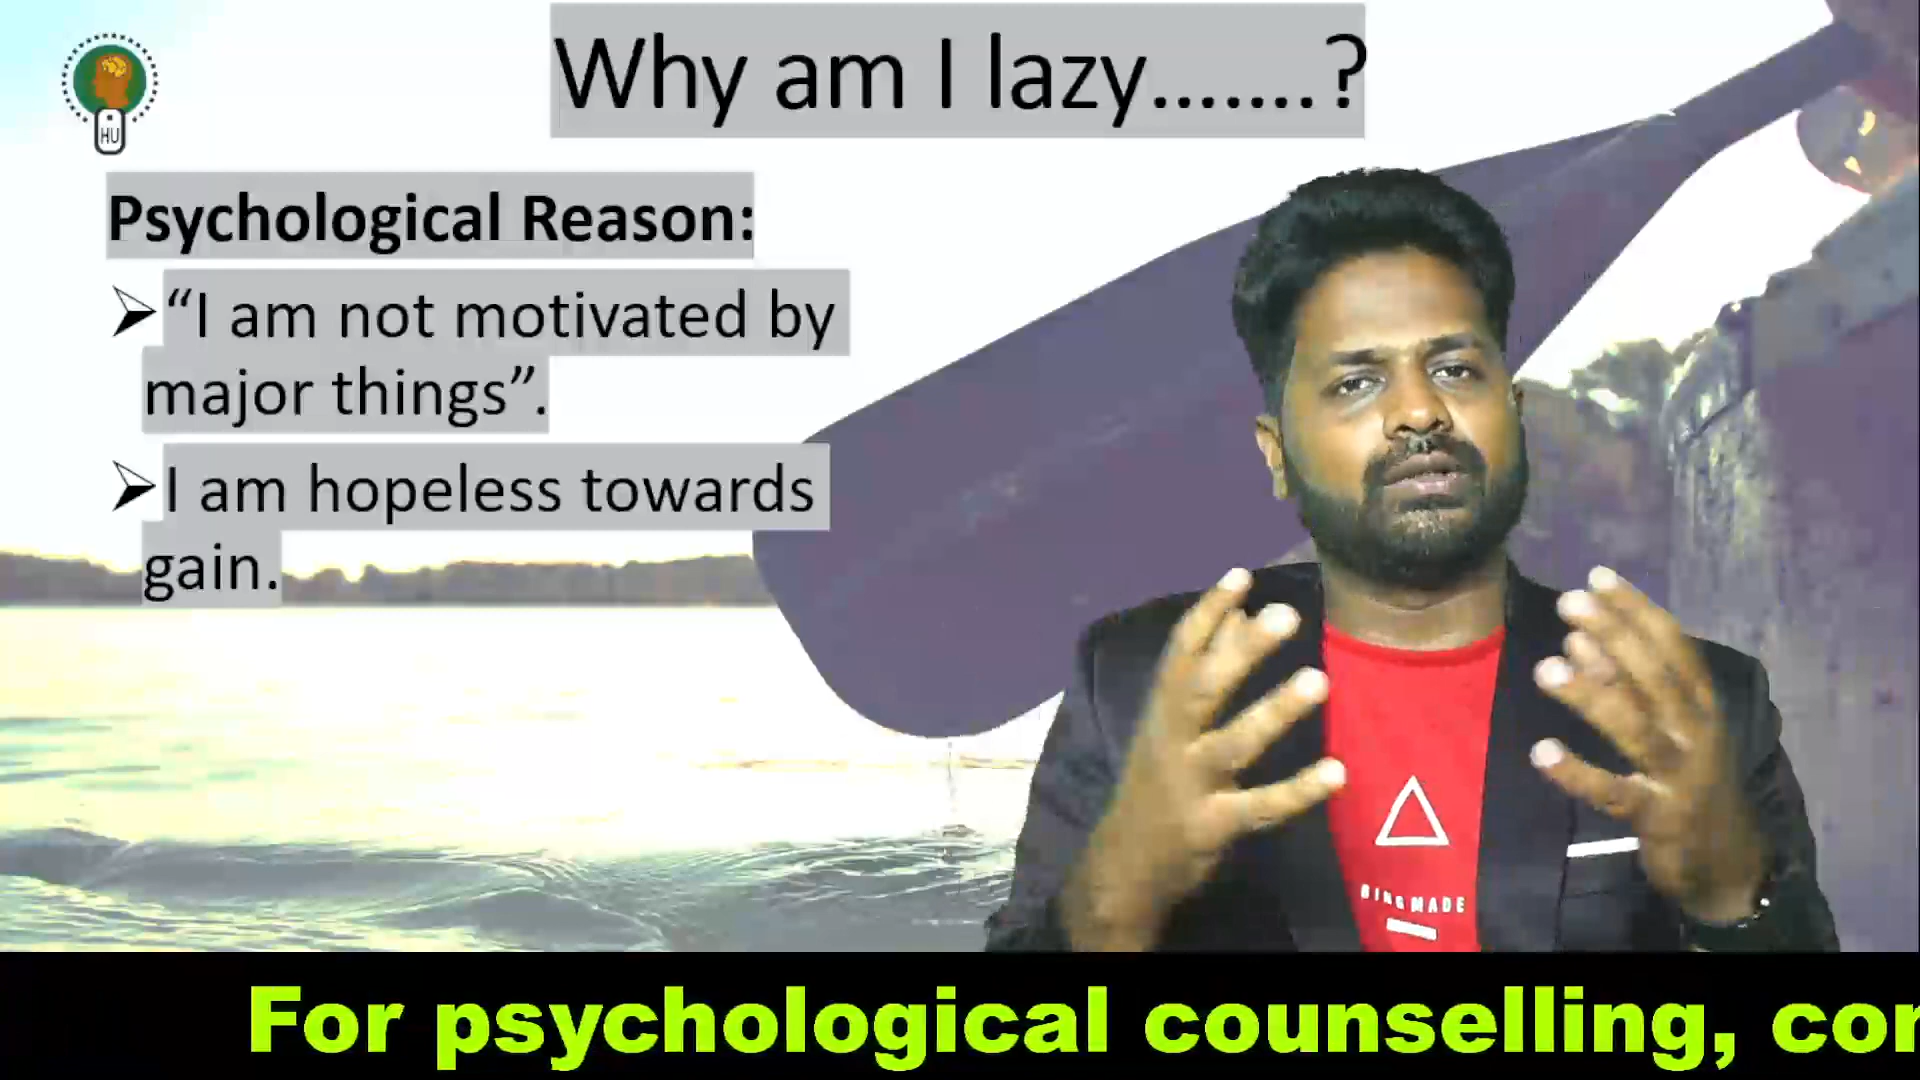 Why am I lazy.......?
HU
Psychological Reason:
“I am not motivated by
major things”.
I am hopeless towards
gain.
MADE
For psychological counselling,